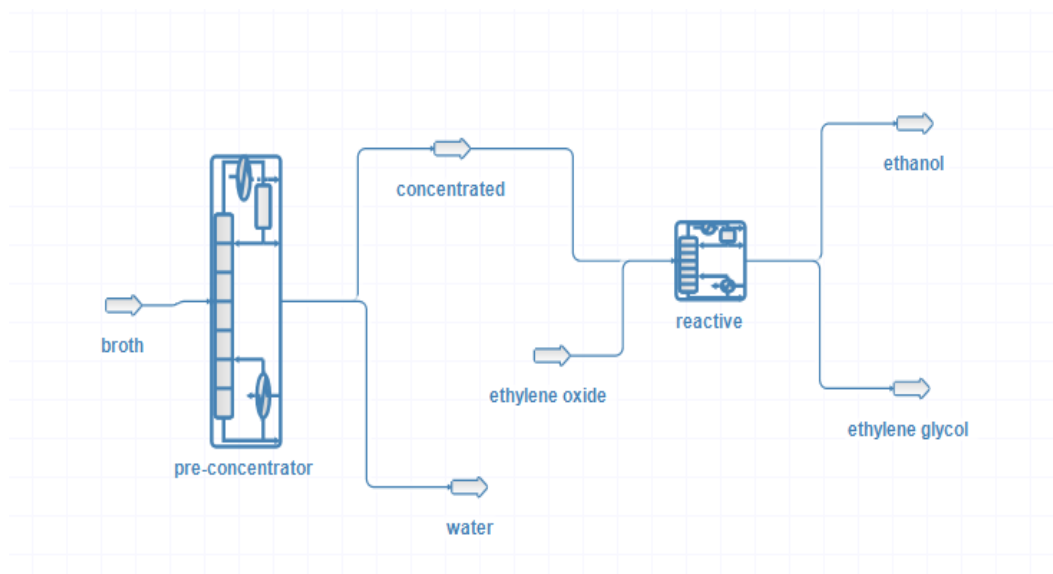 ethanol
concentrated
reactive
broth
ethylene oxide
ethylene glycol
pre-concentrator
water